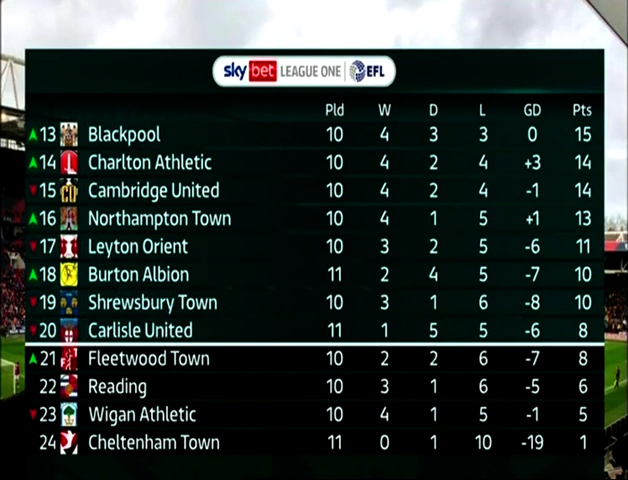 sky bet LEAGUE ONE EFL
Pld W D L GD Pts
13 Blackpool 10 4 3 3 0 15
14 Charlton Athletic 10 4 2 4 +3 14
15 Cambridge United 10 4 2 4 -1 14
16 Northampton Town 10 4 1 5 +1 13
17 Leyton Orient 10 3 2 5 -6 11
18 Burton Albion 11 2 4 5 -7 10
19 Shrewsbury Town 10 3 1 6 -8 10
20 Carlisle United 11 1 5 5 -6 8
21 Fleetwood Town 10 2 2 6 -7 8
22 Reading 10 3 1 6 -5 6
23 Wigan Athletic 10 4 1 5 -1 5
24 Cheltenham Town 11 0 1 10 -19 1